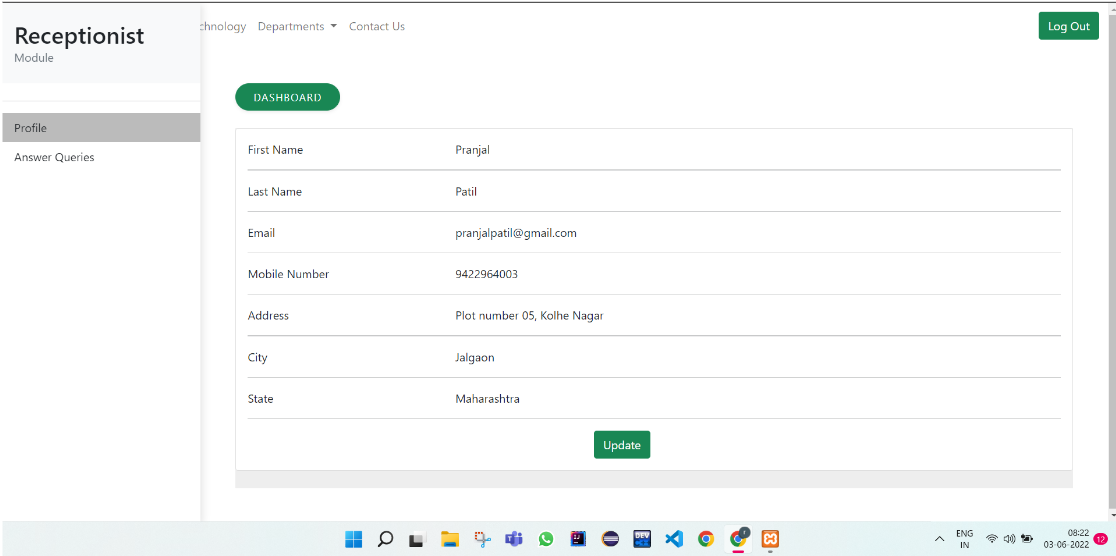 Receptionist
Module
chnology Departments Contact Us
Log Out
DASHBOARD
Profile
Answer Queries
First Name Pranjal
Last Name Patil
Email pranjalpatil@gmail.com
Mobile Number 9422964003
Address Plot number 05, Kolhe Nagar
City Jalgaon
State Maharashtra
Update
DEV
ENG
IN
08:22
03-06-2022
12